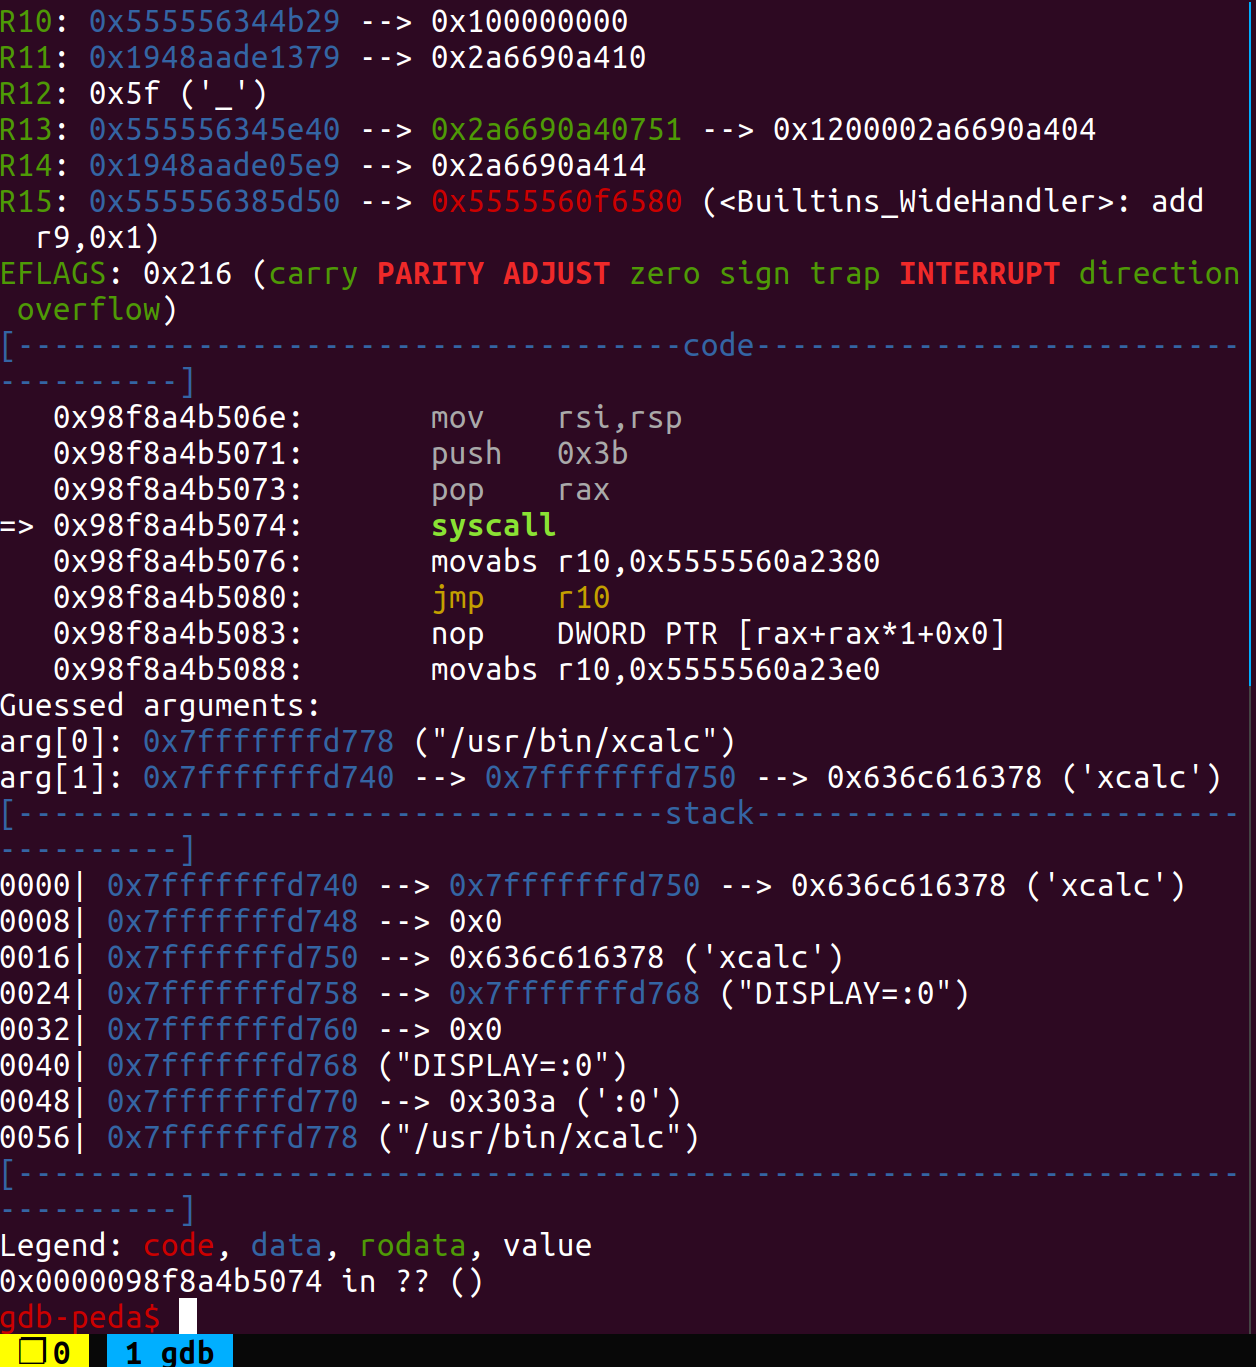 R10: 0x555556344b29 --> 0x100000000
R11: 0x1948aade1379 --> 0x2a6690a410
R12: 0x5f ('_')
R13: 0x555556345e40 --> 0x2a6690a40751 --> 0x1200002a6690a404
R14: 0x1948aade05e9 --> 0x2a6690a414
R15: 0x555556385d50 --> 0x5555560f6580 (<Builtins_WideHandler>: add
  r9,0x1)
EFLAGS: 0x216 (carry PARITY ADJUST zero sign trap INTERRUPT direction
 overflow)
[-------------------------------------code---------------------------
----------]
   0x98f8a4b506e:       mov    rsi,rsp
   0x98f8a4b5071:       push   0x3b
   0x98f8a4b5073:       pop    rax
=> 0x98f8a4b5074:       syscall
   0x98f8a4b5076:       movabs r10,0x5555560a2380
   0x98f8a4b5080:       jmp    r10
   0x98f8a4b5083:       nop    DWORD PTR [rax+rax*1+0x0]
   0x98f8a4b5088:       movabs r10,0x5555560a23e0
Guessed arguments:
arg[0]: 0x7fffffffd778 ("/usr/bin/xcalc")
arg[1]: 0x7fffffffd740 --> 0x7fffffffd750 --> 0x636c616378 ('xcalc')
[------------------------------------stack---------------------------
----------]
0000| 0x7fffffffd740 --> 0x7fffffffd750 --> 0x636c616378 ('xcalc')
0008| 0x7fffffffd748 --> 0x0
0016| 0x7fffffffd750 --> 0x636c616378 ('xcalc')
0024| 0x7fffffffd758 --> 0x7fffffffd768 ("DISPLAY=:0")
0032| 0x7fffffffd760 --> 0x0
0040| 0x7fffffffd768 ("DISPLAY=:0")
0048| 0x7fffffffd770 --> 0x303a (':0')
0056| 0x7fffffffd778 ("/usr/bin/xcalc")
[--------------------------------------------------------------------
----------]
Legend: code, data, rodata, value
0x0000098f8a4b5074 in ?? ()
gdb-peda$
❐ 0  1 gdb